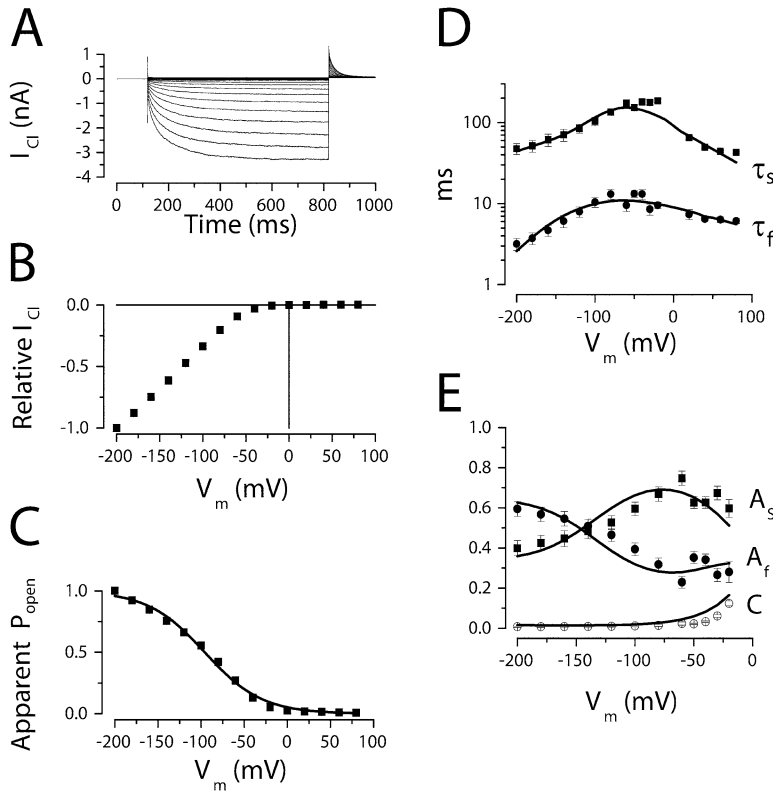 A
1
0
-1
-2
-3
-4
I_Cl (nA)
0 200 400 600 800 1000
Time (ms)
B
0.0
-0.5
-1.0
Relative I_Cl
-200 -150 -100 -50 0 50 100
V_m (mV)
C
1.0
0.5
0.0
Apparent P_open
-200 -150 -100 -50 0 50 100
V_m (mV)
D
100
10
1
ms
τ_s
τ_f
-200 -100 0 100
V_m (mV)
E
1.0
0.8
0.6
0.4
0.2
0.0
A_s
A_f
C
-200 -150 -100 -50 0
V_m (mV)